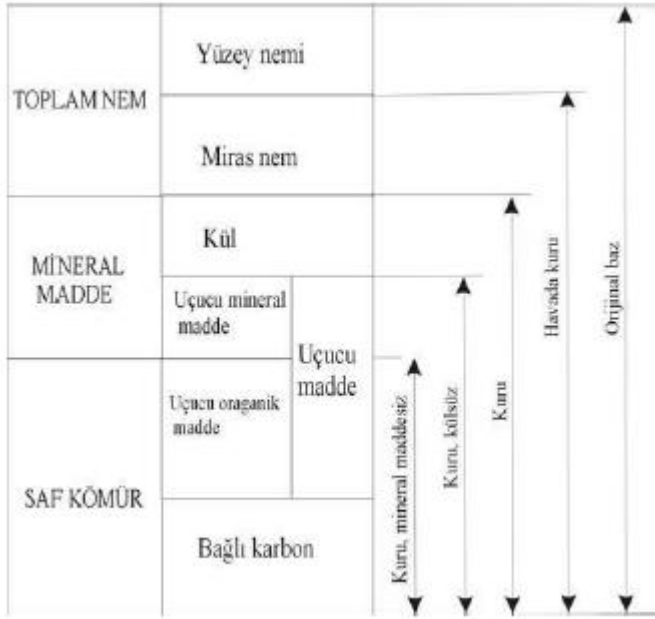 TOPLAM NEM
Yüzey nemi
Miras nem
MİNERAL
MADDE
Kül
Uçucu mineral
madde
Uçucu
madde
SAF KÖMÜR
Uçucu oraganik
madde
Bağlı karbon
Kuru, mineral maddesiz
Kuru, külsüz
Kuru
Havada kuru
Orijinal baz